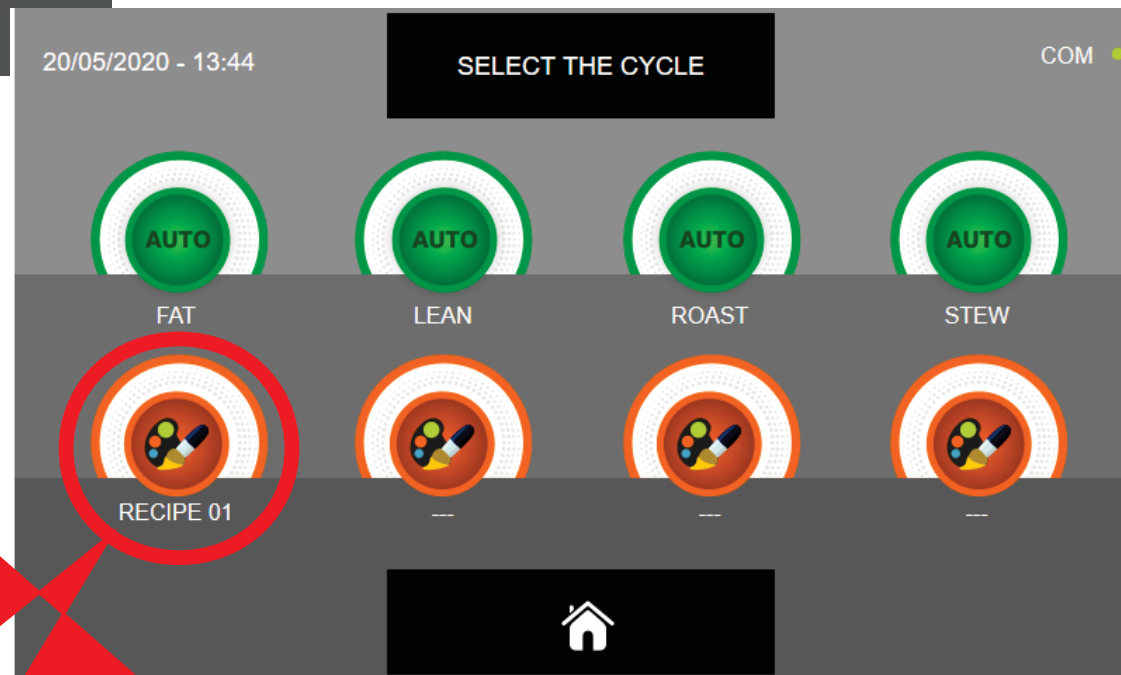 20/05/2020 - 13:44
SELECT THE CYCLE
COM
AUTO
AUTO
AUTO
AUTO
FAT
LEAN
ROAST
STEW
RECIPE 01
---
---
---